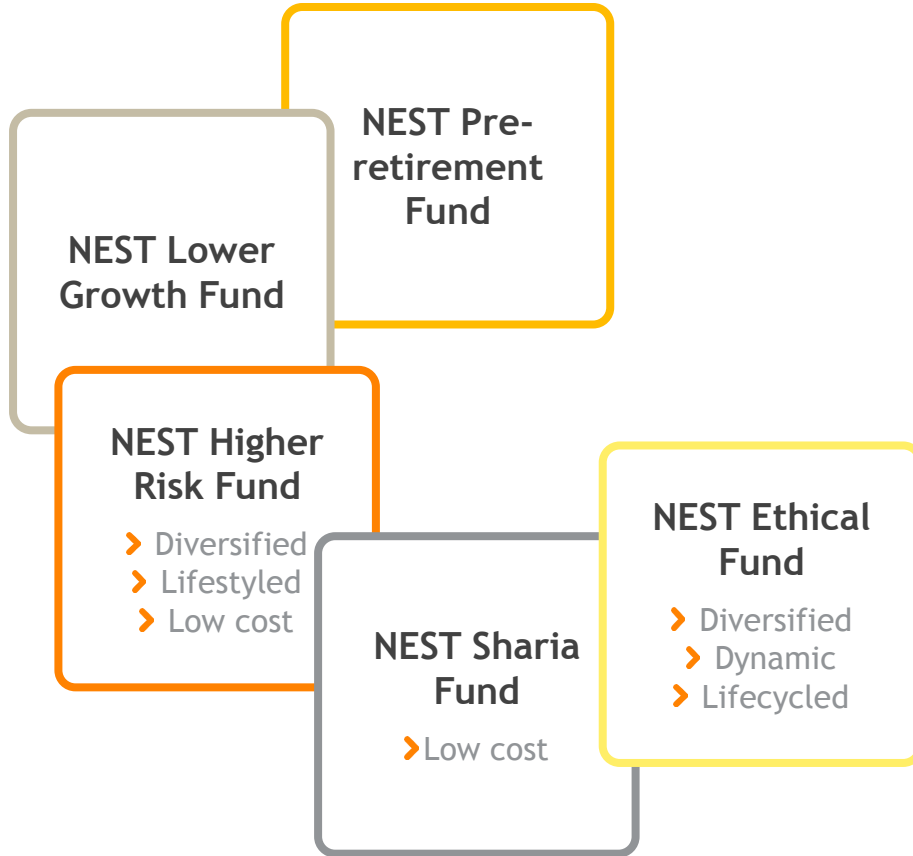 NEST Pre-
retirement
Fund
NEST Lower
Growth Fund
NEST Higher
Risk Fund
Diversified
Lifestyled
Low cost
NEST Sharia
Fund
Low cost
NEST Ethical
Fund
Diversified
Dynamic
Lifecycled